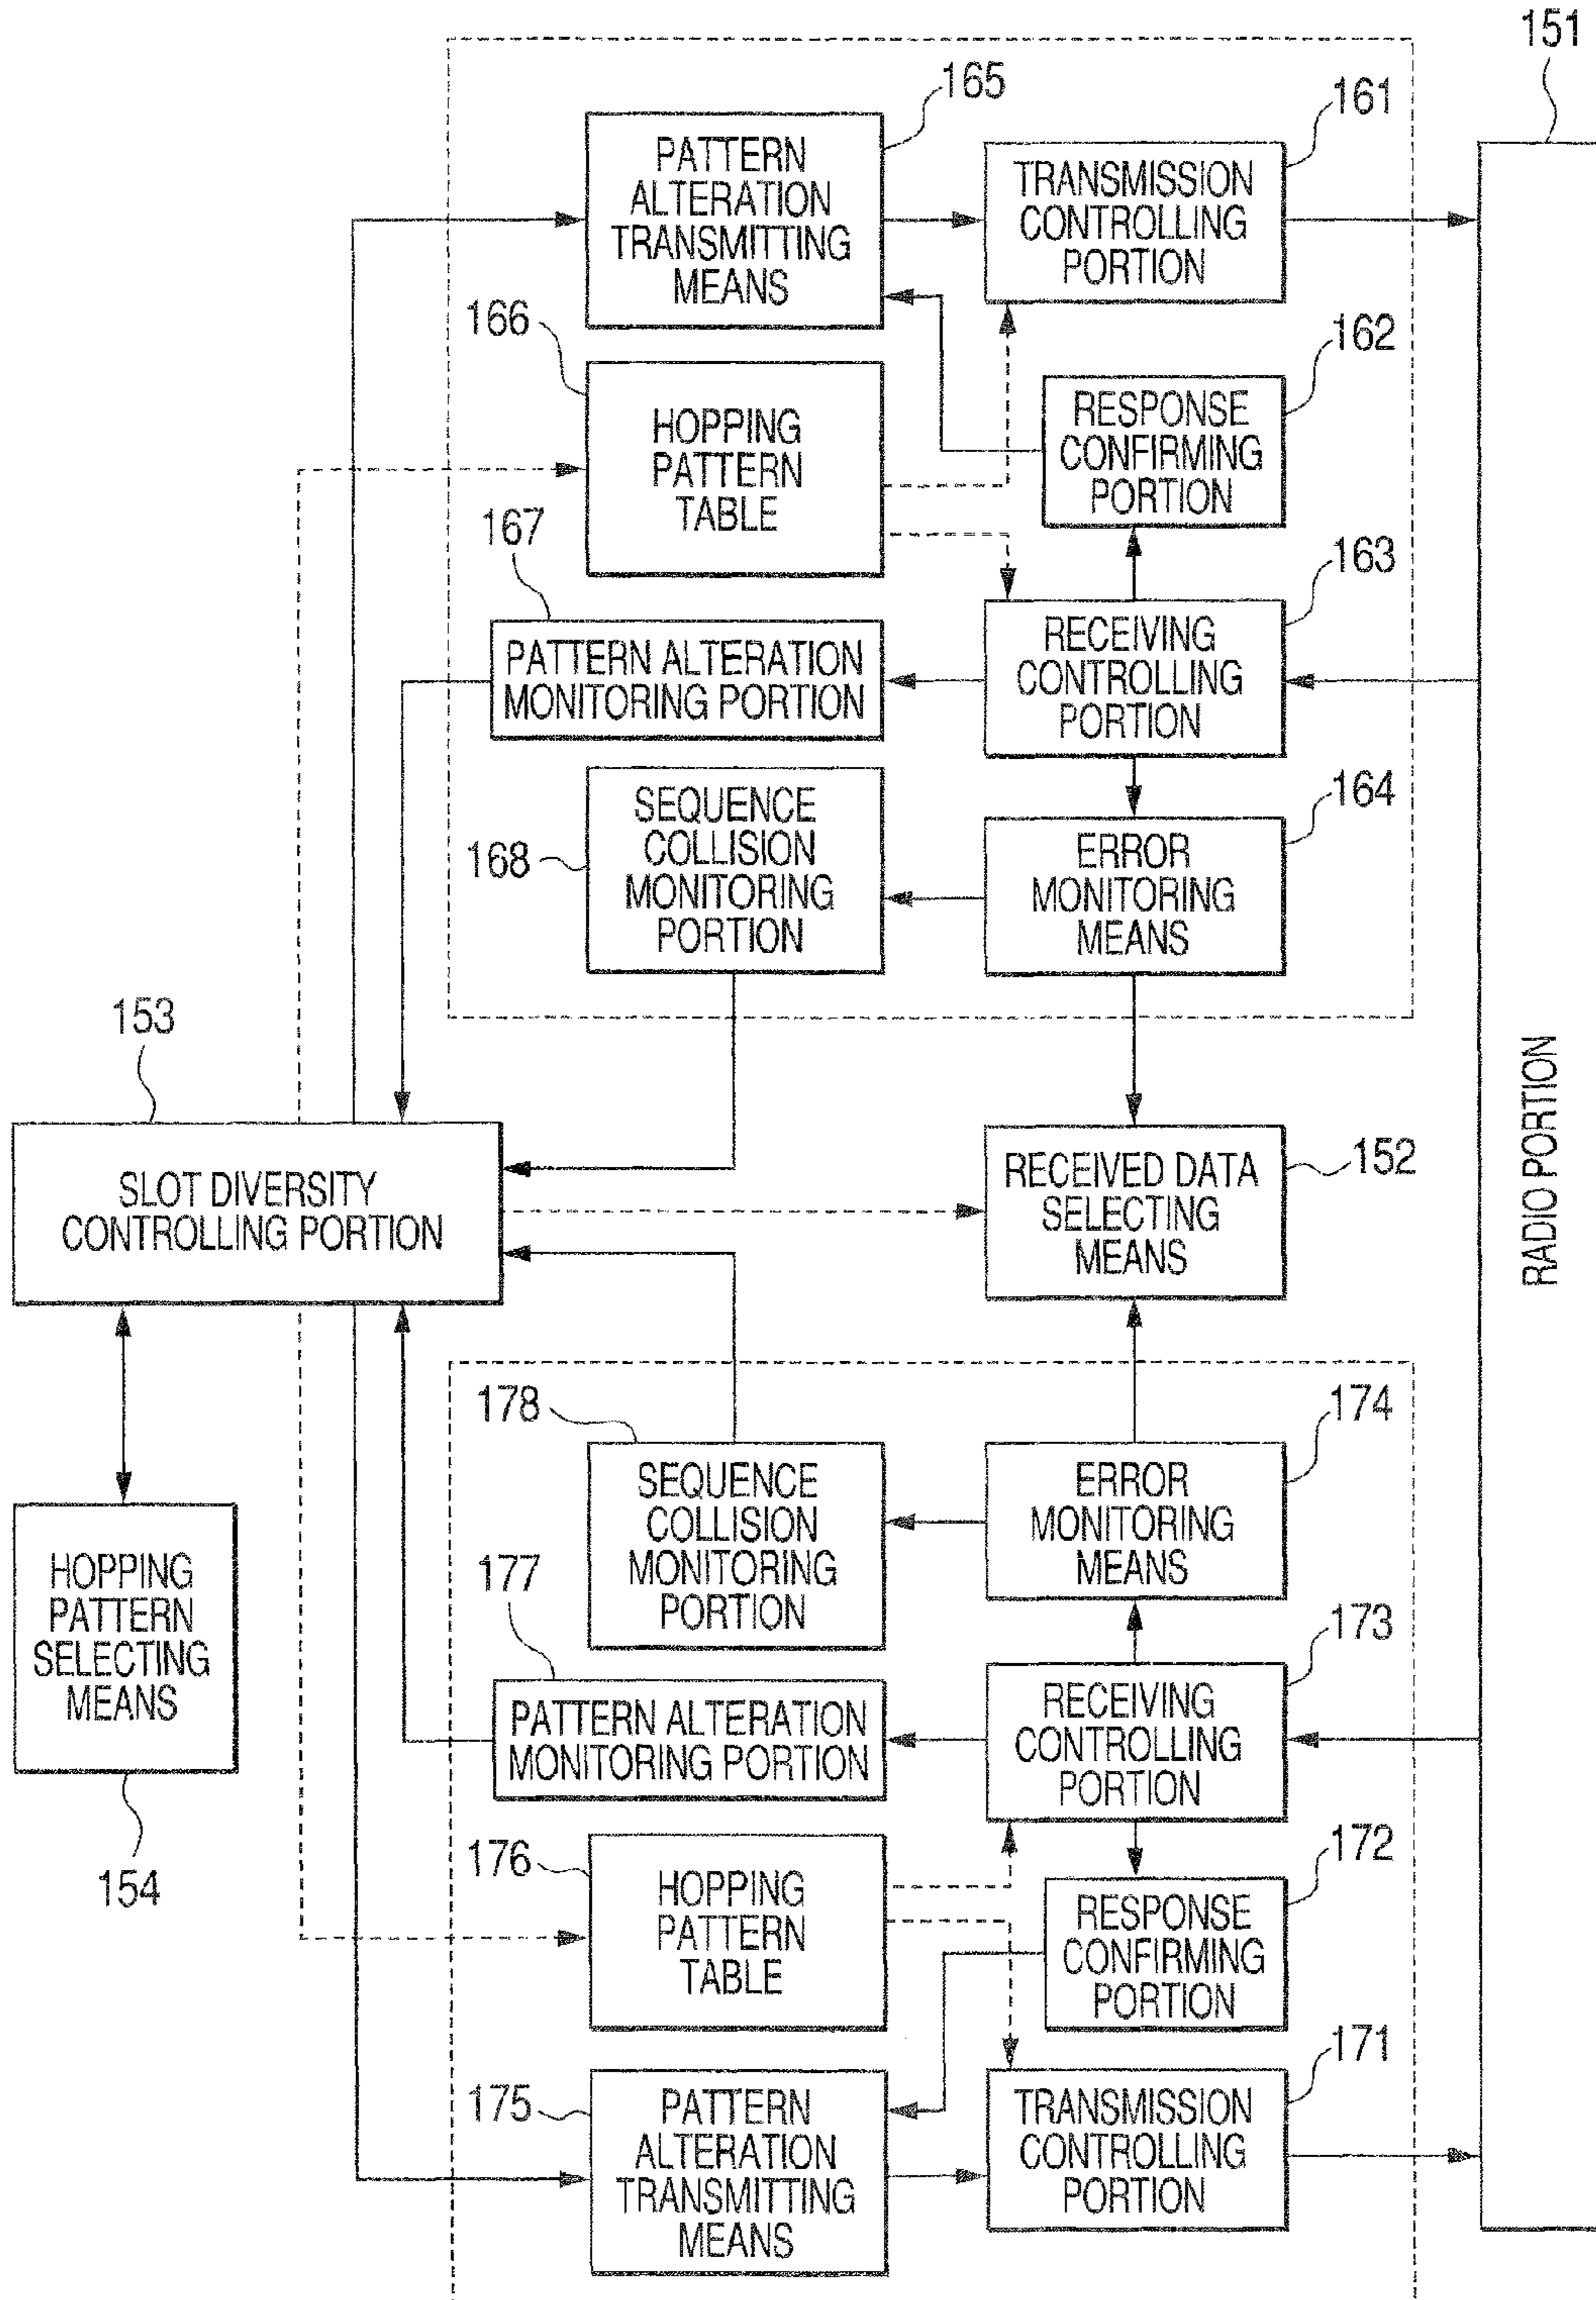 151
165
161
PATTERN
ALTERATION
TRANSMITTING
MEANS
TRANSMISSION
CONTROLLING
PORTION
166
162
HOPPING
PATTERN
TABLE
RESPONSE
CONFIRMING
PORTION
167
163
PATTERN ALTERATION
MONITORING PORTION
RECEIVING
CONTROLLING
PORTION
164
168
SEQUENCE
COLLISION
MONITORING
PORTION
ERROR
MONITORING
MEANS
153
SLOT DIVERSITY
CONTROLLING PORTION
RECEIVED DATA
SELECTING
MEANS
152
RADIO PORTION
178
174
SEQUENCE
COLLISION
MONITORING
PORTION
ERROR
MONITORING
MEANS
HOPPING
PATTERN
SELECTING
MEANS
154
177
173
PATTERN ALTERATION
MONITORING PORTION
RECEIVING
CONTROLLING
PORTION
176
172
HOPPING
PATTERN
TABLE
RESPONSE
CONFIRMING
PORTION
175
171
PATTERN
ALTERATION
TRANSMITTING
MEANS
TRANSMISSION
CONTROLLING
PORTION